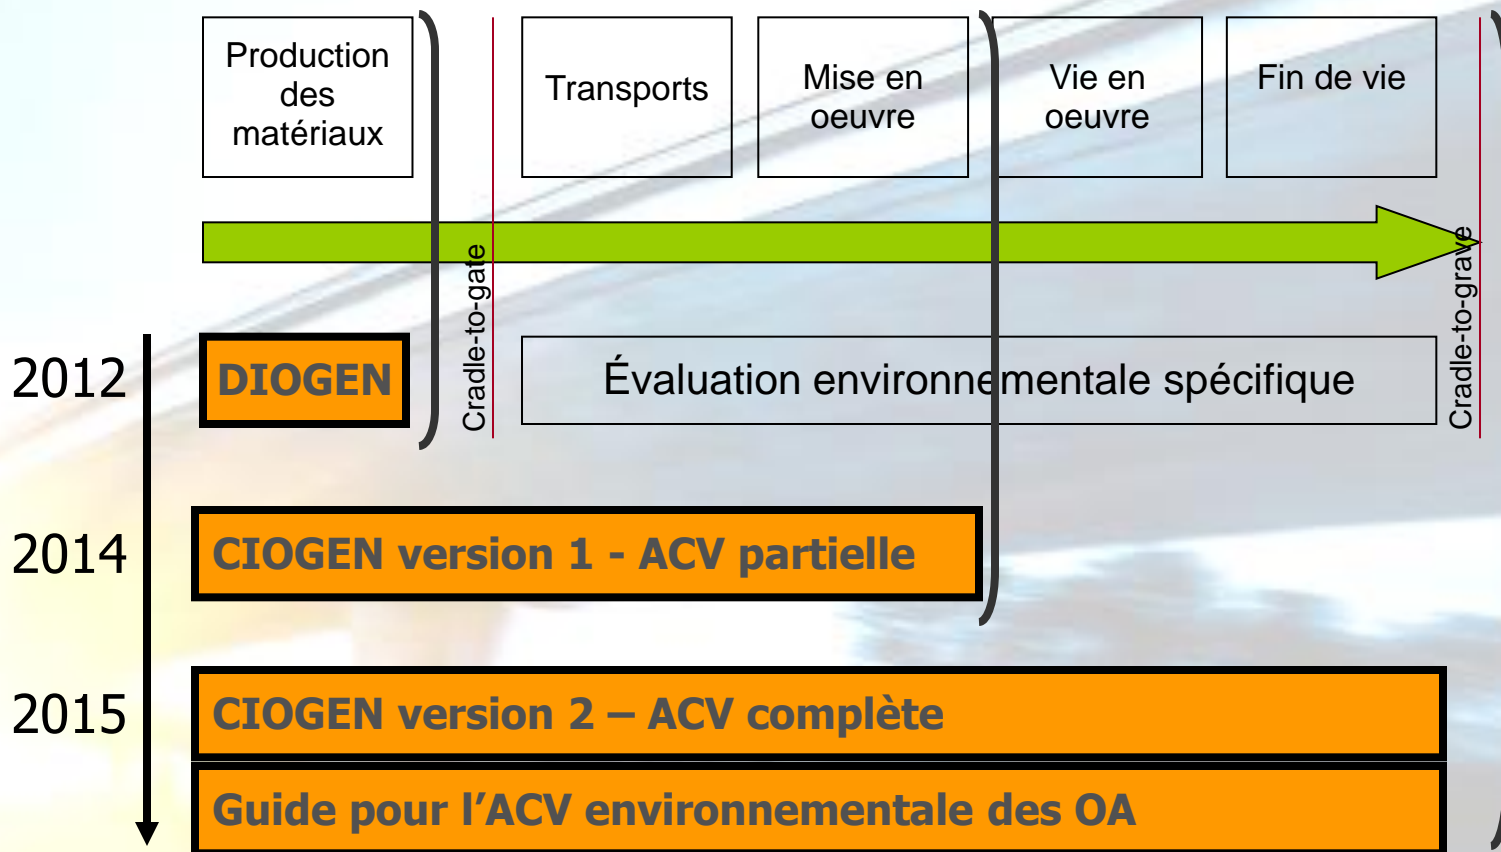 Production
des
matériaux
Transports
Mise en
oeuvre
Vie en
oeuvre
Fin de vie
Cradle-to-gate
Cradle-to-grave
2012
DIOGEN
Évaluation environnementale spécifique
2014
CIOGEN version 1 - ACV partielle
2015
CIOGEN version 2 – ACV complète
Guide pour l’ACV environnementale des OA